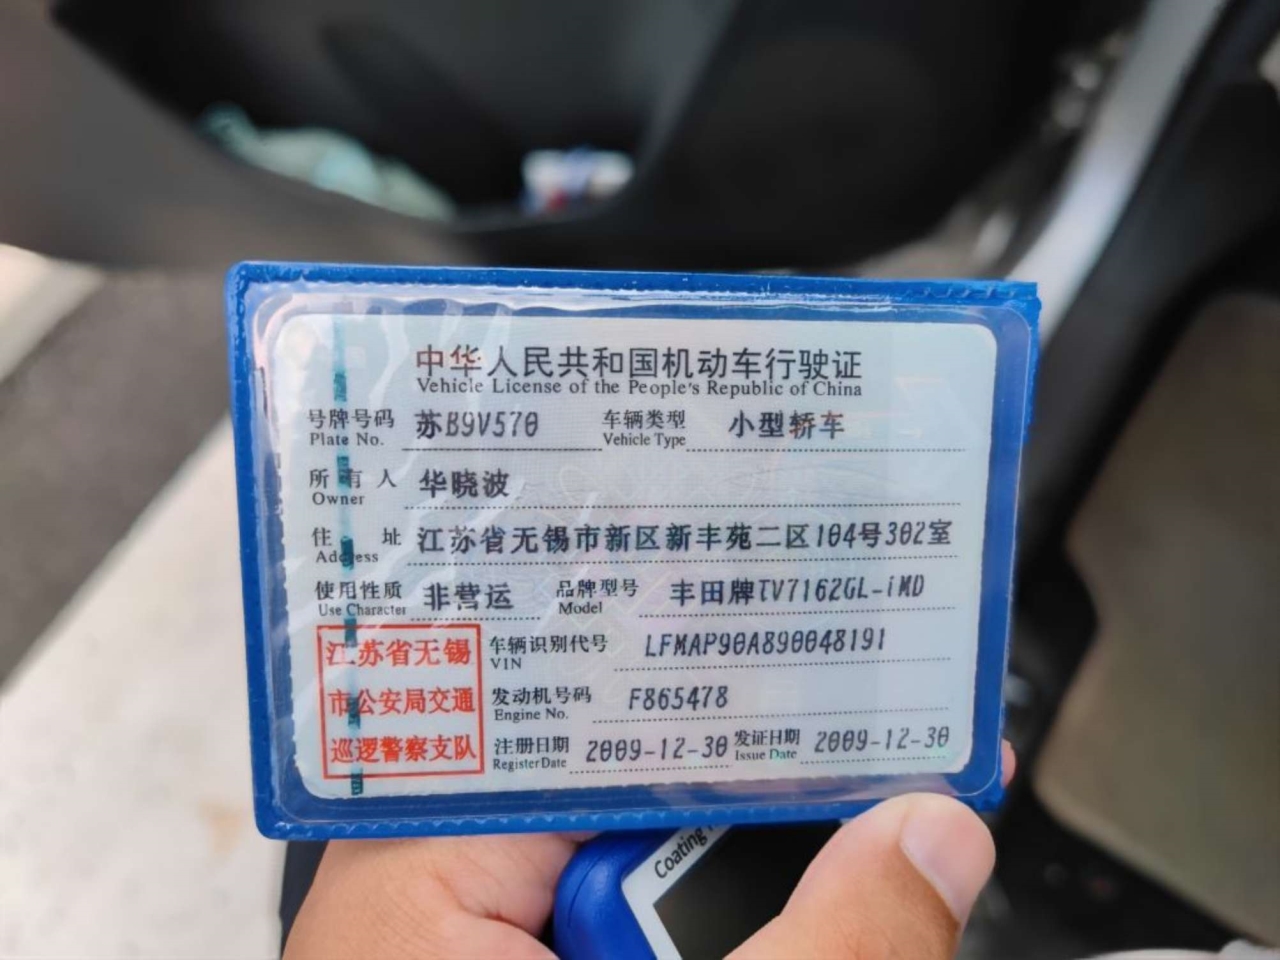 中华人民共和国机动车行驶证
Vehicle License of the People's Republic of China
号牌号码 苏B9V570 车辆类型 小型轿车
Plate No. Vehicle Type
所有人 华晓波
Owner
住址 江苏省无锡市新区新丰苑二区104号302室
Address
使用性质 非营运 品牌型号 丰田牌TV7162GL-iMD
Use Character Model
江苏省无锡
市公安局交通
巡逻警察支队
车辆识别代号 LFMAP90A890048191
VIN
发动机号码 F865478
Engine No.
注册日期 2009-12-30 发证日期 2009-12-30
Register Date Issue Date
Coating